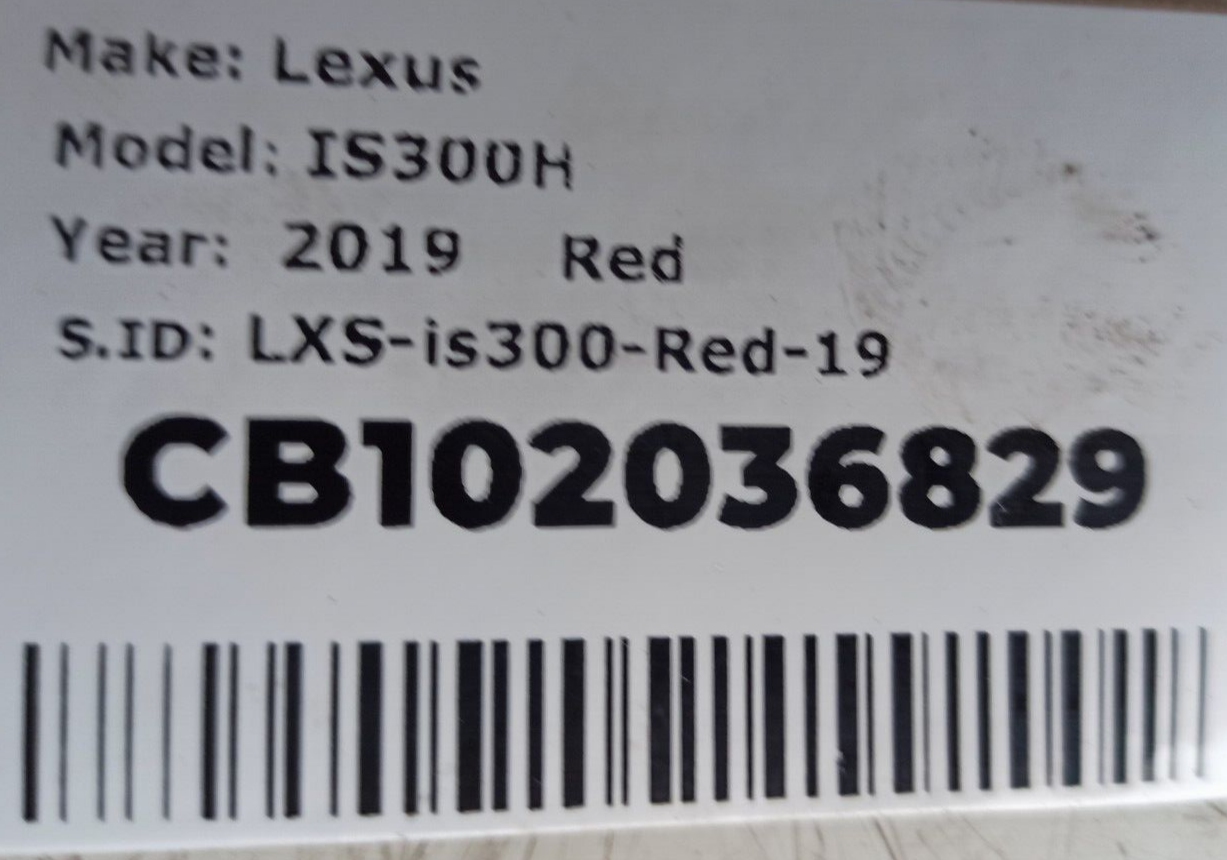 Make: Lexus
Model: IS300H
Year: 2019 Red
S.ID: LXS-is300-Red-19
CB102036829